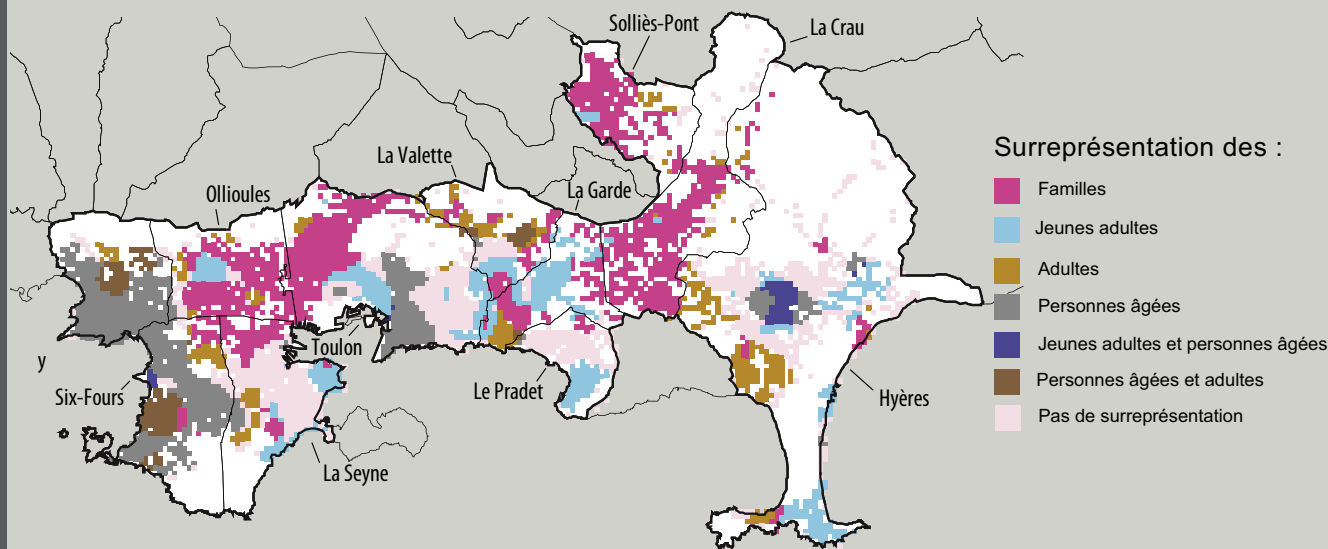 Solliès-Pont
La Crau
La Valette
La Garde
Ollioules
Surreprésentation des :
Familles
Jeunes adultes
Adultes
Personnes âgées
Jeunes adultes et personnes âgées
Personnes âgées et adultes
Pas de surreprésentation
Toulon
y
Six-Fours
Le Pradet
Hyères
La Seyne